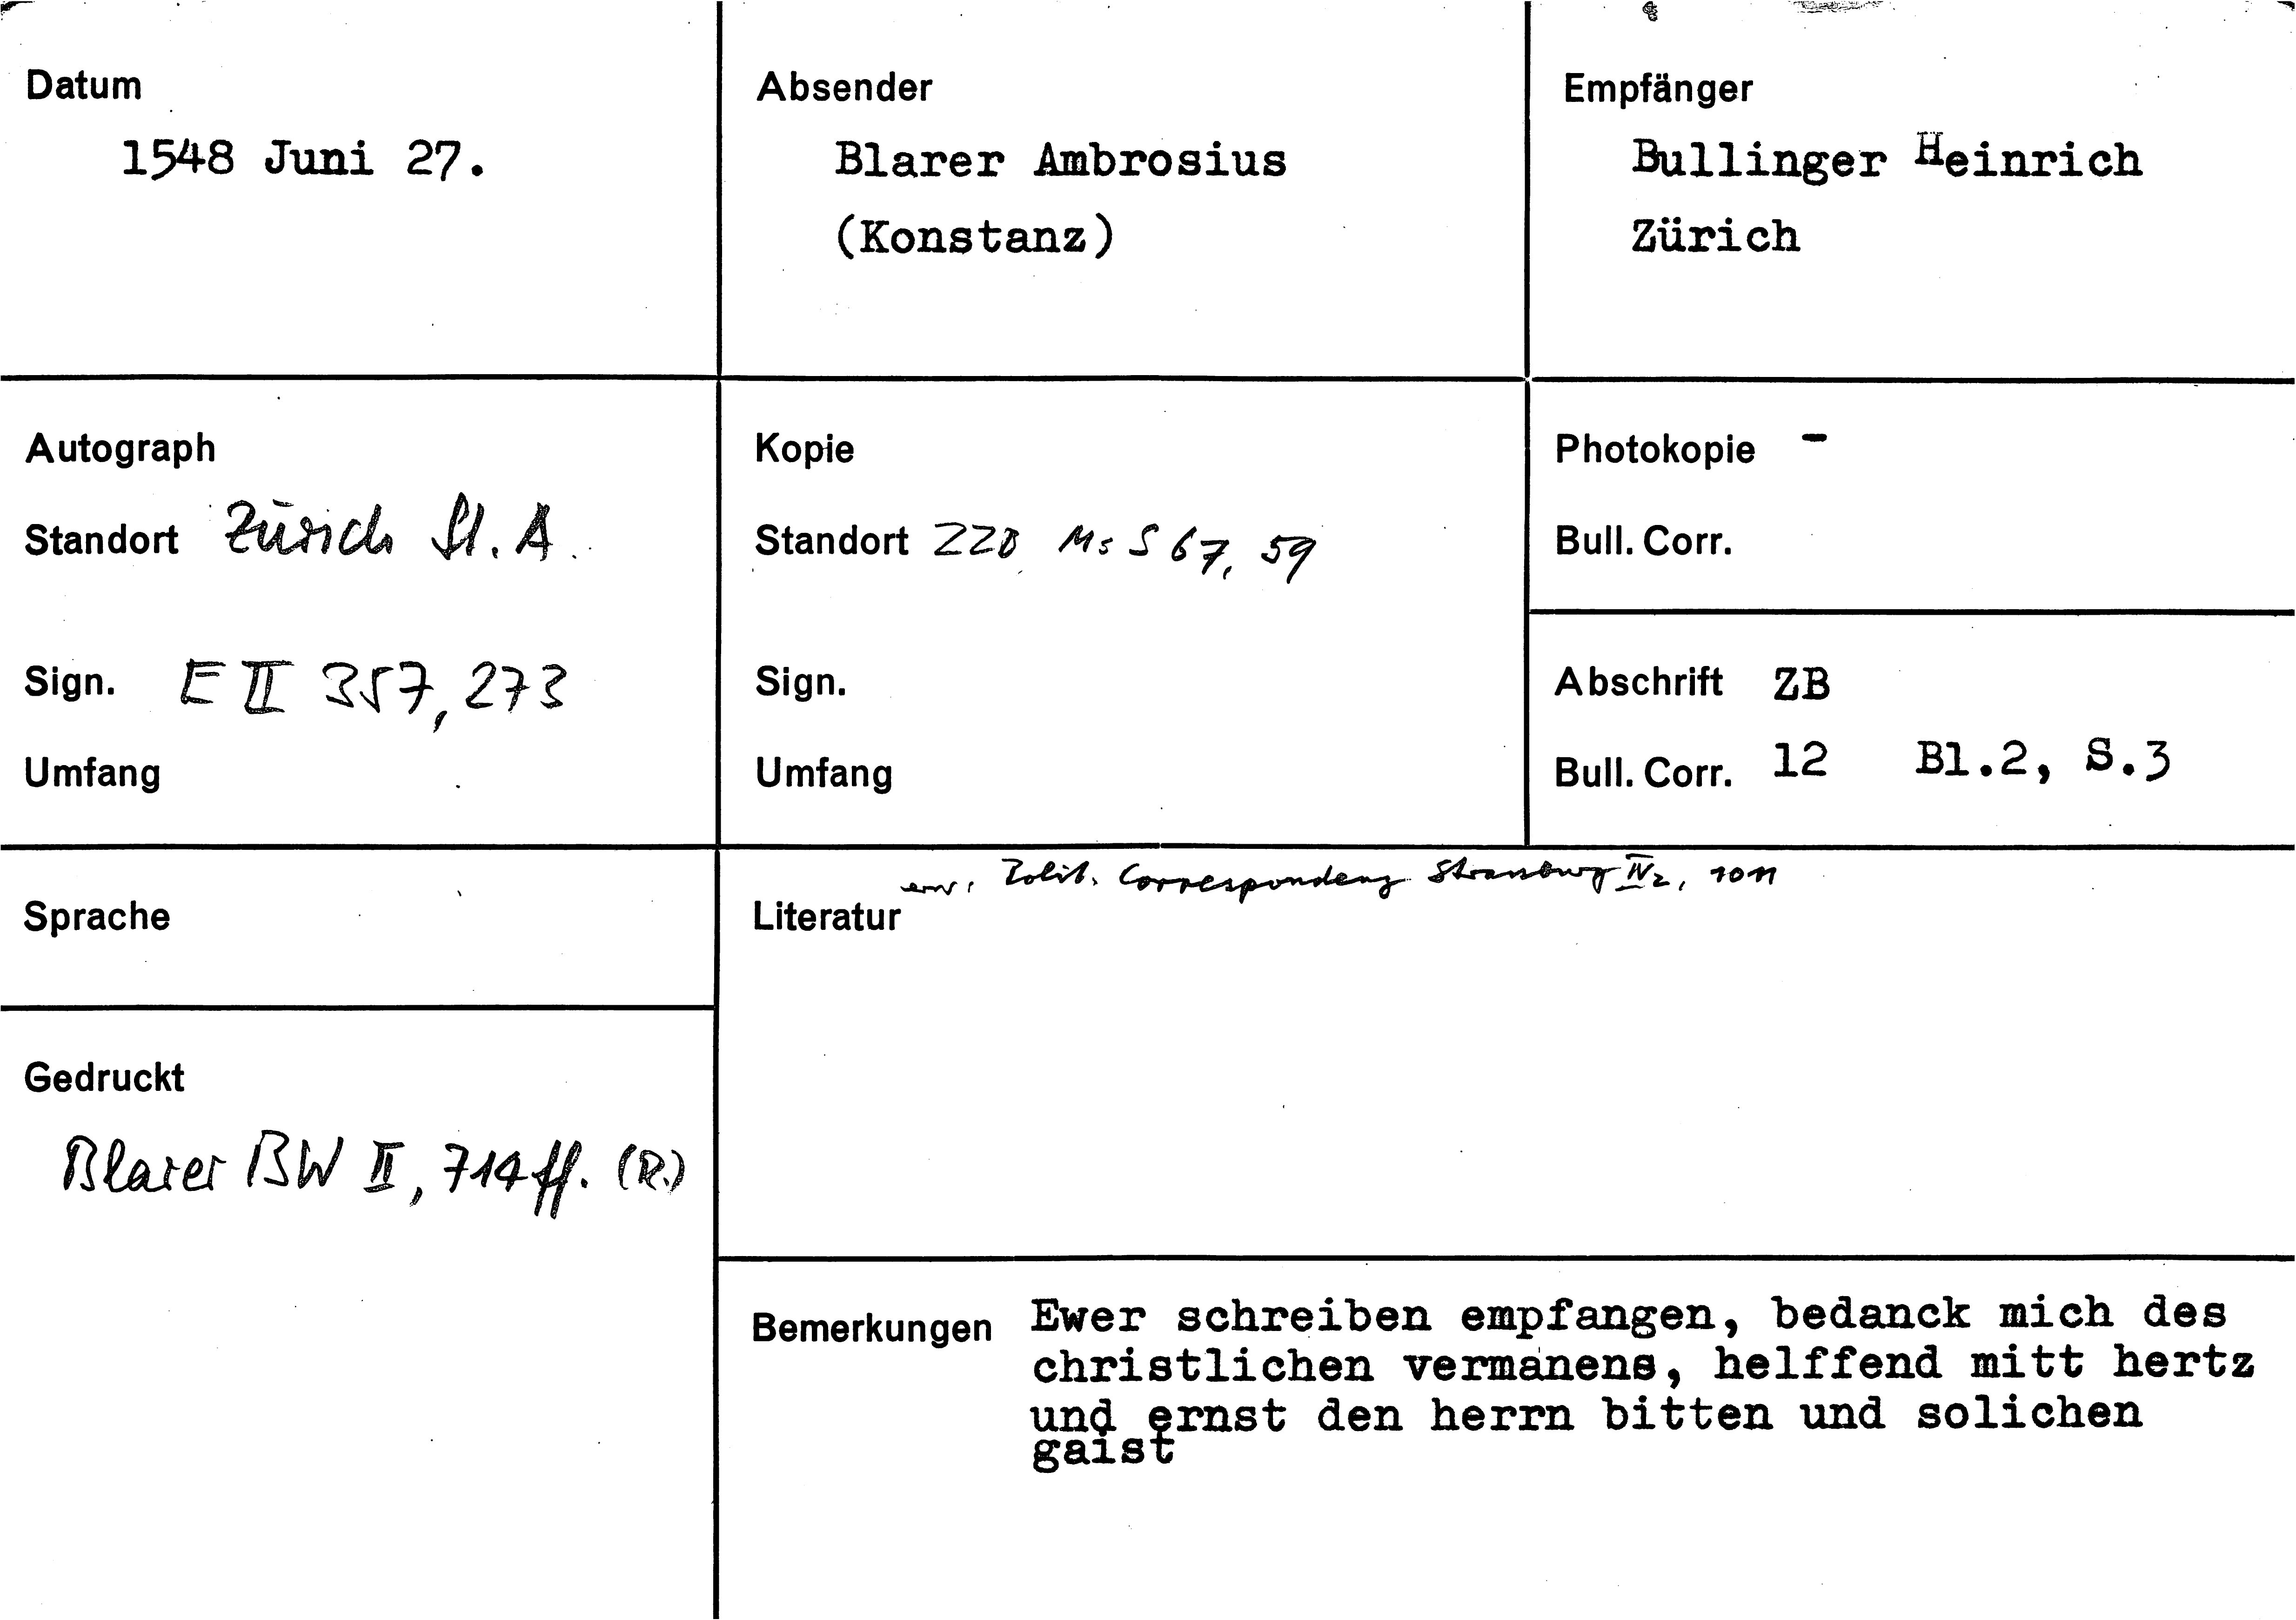 Datum
1548 Juni 27.
Absender
Blarer Ambrosius
(Konstanz)
Empfänger
Bullinger Heinrich
Zürich
Autograph
Standort Zürich St. A.
Sign. E II 357, 273
Umfang
Kopie
Standort ZZB Ms S 67, 59
Sign.
Umfang
Photokopie -
Bull. Corr.
Abschrift ZB
Bull. Corr. 12 Bl.2, S.3
Sprache
Gedruckt
Blarer BW II, 714ff. (R.)
erw. Polit. Correspondenz Strassburg IV2, 1011
Literatur
Bemerkungen Ewer schreiben empfangen, bedanck mich des
christlichen vermanens, helffend mitt hertz
und ernst den herrn bitten und solichen
gaist